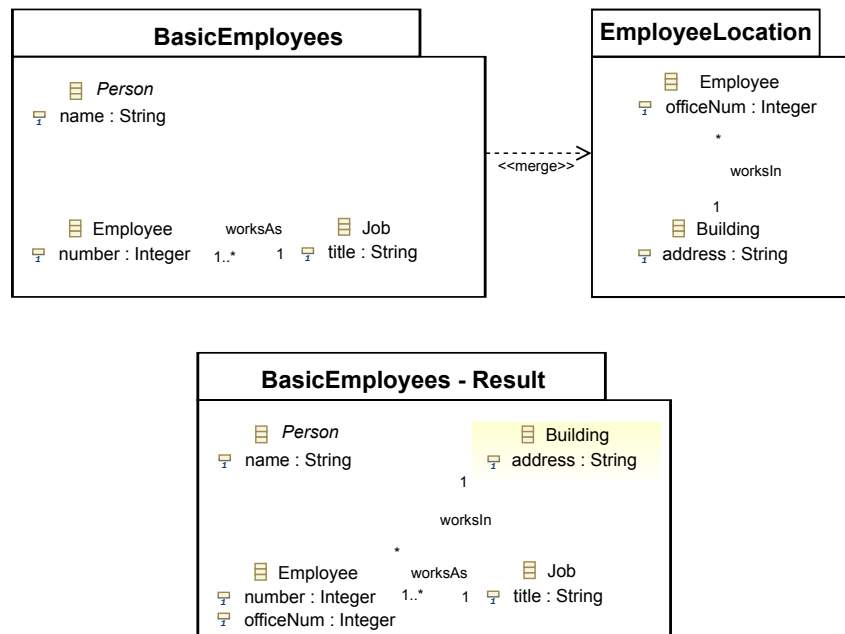 BasicEmployees
Person
name : String
Employee
number : Integer
worksAs
1..*
1
Job
title : String
<<merge>>
EmployeeLocation
Employee
officeNum : Integer
*
worksIn
1
Building
address : String
BasicEmployees - Result
Person
name : String
Building
address : String
1
worksIn
*
Employee
number : Integer
officeNum : Integer
worksAs
1..*
1
Job
title : String